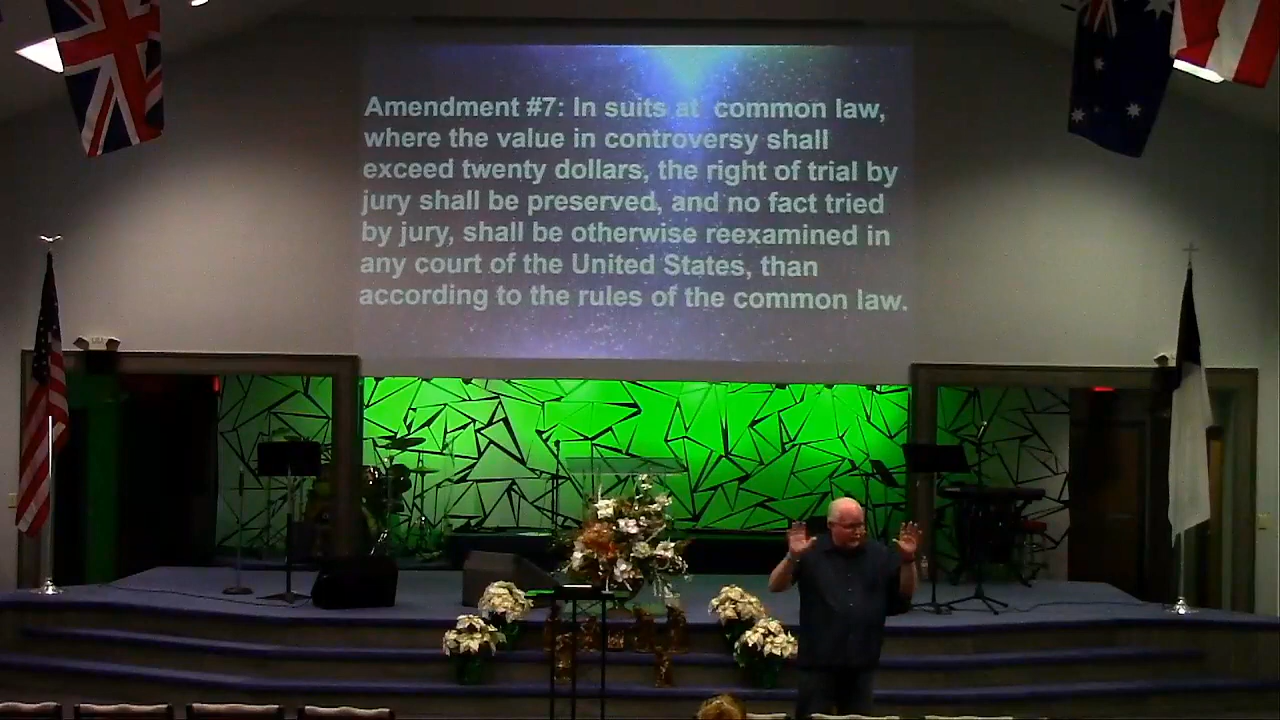 Amendment #7: In suits at common law,
where the value in controversy shall
exceed twenty dollars, the right of trial by
jury shall be preserved, and no fact tried
by jury, shall be otherwise reexamined in
any court of the United States, than
according to the rules of the common law.